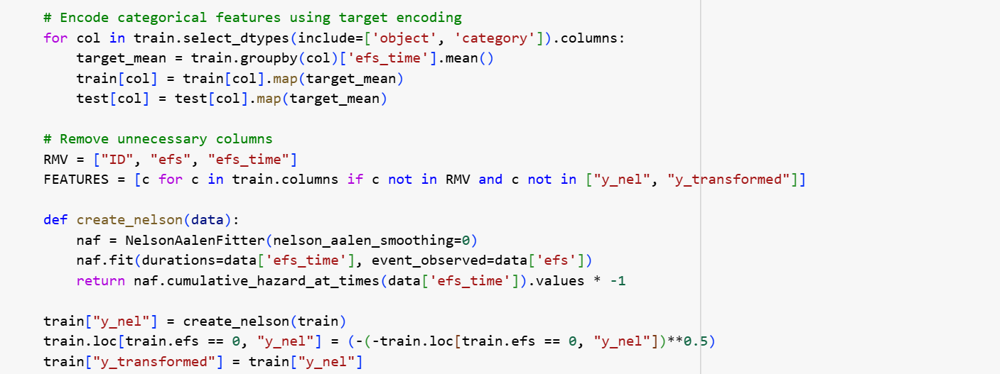 # Encode categorical features using target encoding
for col in train.select_dtypes(include=['object', 'category']).columns:
    target_mean = train.groupby(col)['efs_time'].mean()
    train[col] = train[col].map(target_mean)
    test[col] = test[col].map(target_mean)

# Remove unnecessary columns
RMV = ["ID", "efs", "efs_time"]
FEATURES = [c for c in train.columns if c not in RMV and c not in ["y_nel", "y_transformed"]]

def create_nelson(data):
    naf = NelsonAalenFitter(nelson_aalen_smoothing=0)
    naf.fit(durations=data['efs_time'], event_observed=data['efs'])
    return naf.cumulative_hazard_at_times(data['efs_time']).values * -1

train["y_nel"] = create_nelson(train)
train.loc[train.efs == 0, "y_nel"] = (-(-train.loc[train.efs == 0, "y_nel"])**0.5)
train["y_transformed"] = train["y_nel"]